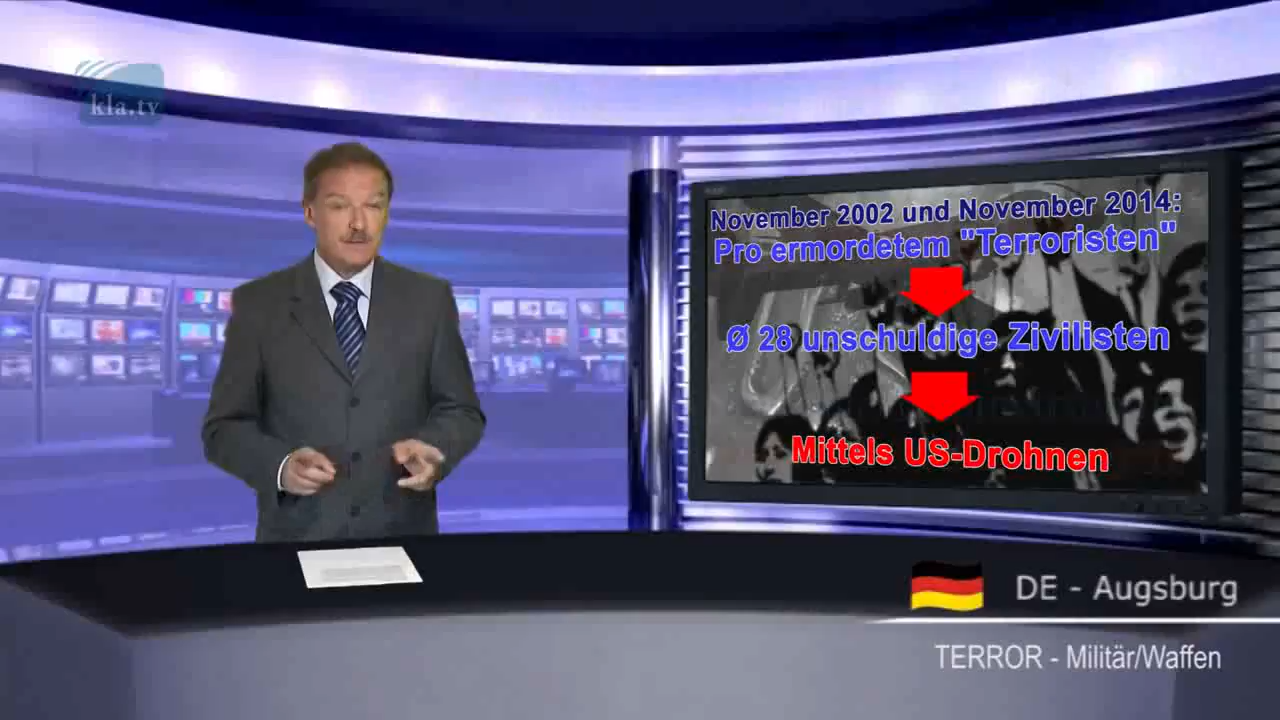 kla.tv
November 2002 und November 2014:
Pro ermordetem "Terroristen"
Ø 28 unschuldige Zivilisten
Mittels US-Drohnen
DE - Augsburg
TERROR - Militär/Waffen